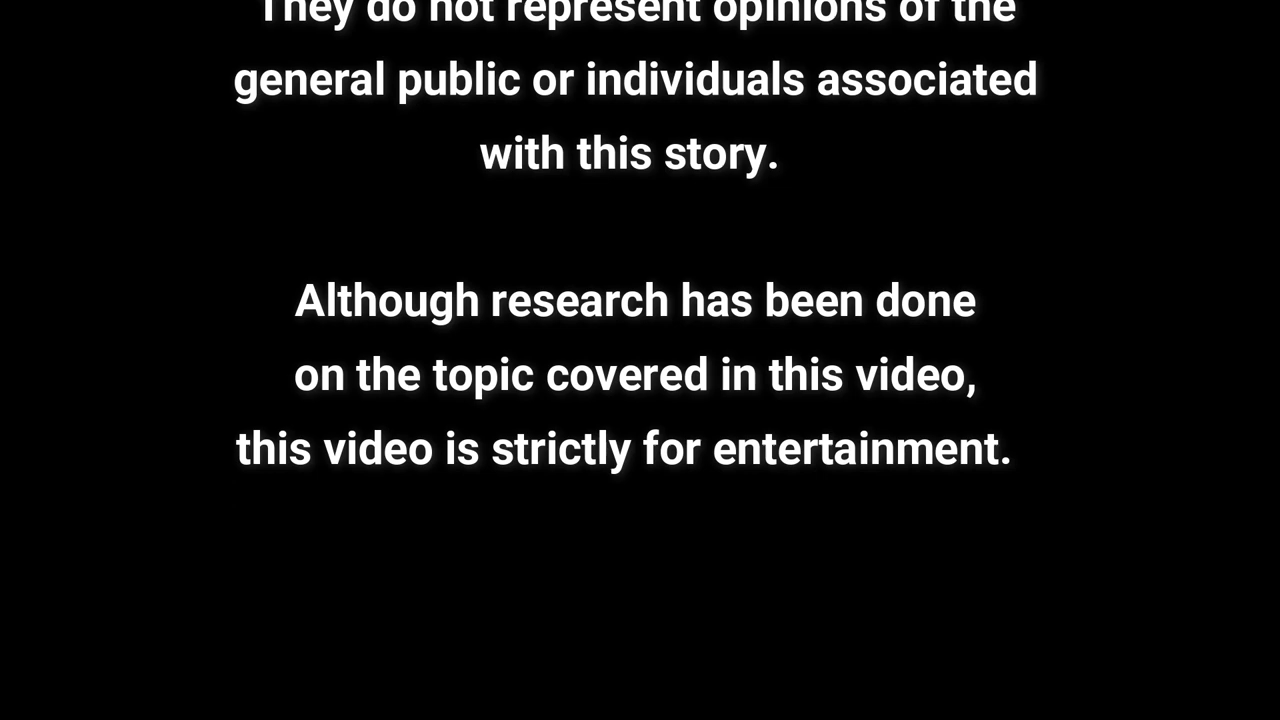 They do not represent opinions of the
general public or individuals associated
with this story.
Although research has been done
on the topic covered in this video,
this video is strictly for entertainment.